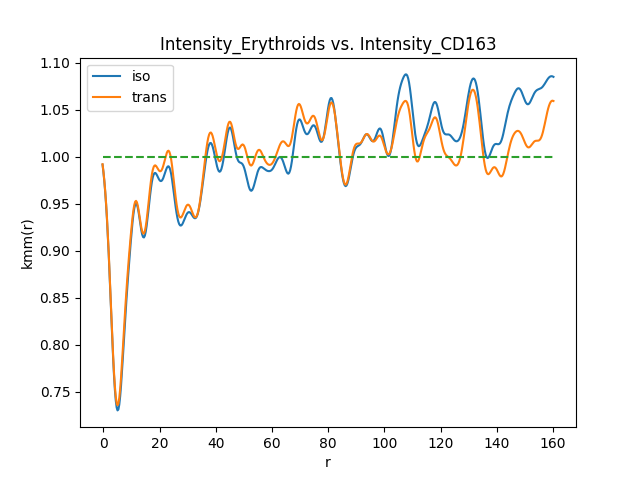 Intensity_Erythroids vs. Intensity_CD163
iso
trans
1.10
1.05
1.00
0.95
0.90
0.85
0.80
0.75
kmm(r)
0 20 40 60 80 100 120 140 160
r